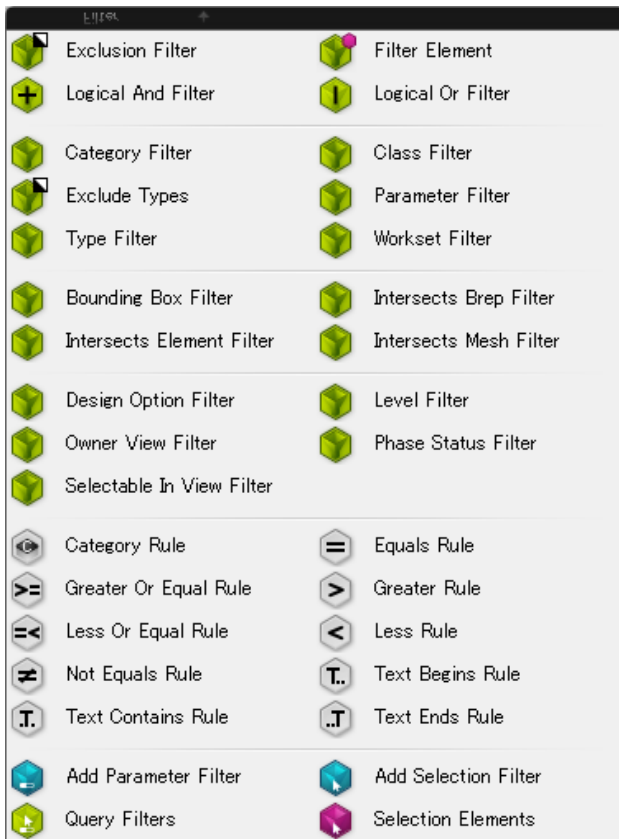 Filter +
Exclusion Filter Filter Element
Logical And Filter Logical Or Filter
Category Filter Class Filter
Exclude Types Parameter Filter
Type Filter Workset Filter
Bounding Box Filter Intersects Brep Filter
Intersects Element Filter Intersects Mesh Filter
Design Option Filter Level Filter
Owner View Filter Phase Status Filter
Selectable In View Filter
Category Rule = Equals Rule
>= Greater Or Equal Rule > Greater Rule
=< Less Or Equal Rule < Less Rule
≠ Not Equals Rule T.. Text Begins Rule
.T. Text Contains Rule ..T Text Ends Rule
Add Parameter Filter Add Selection Filter
Query Filters Selection Elements